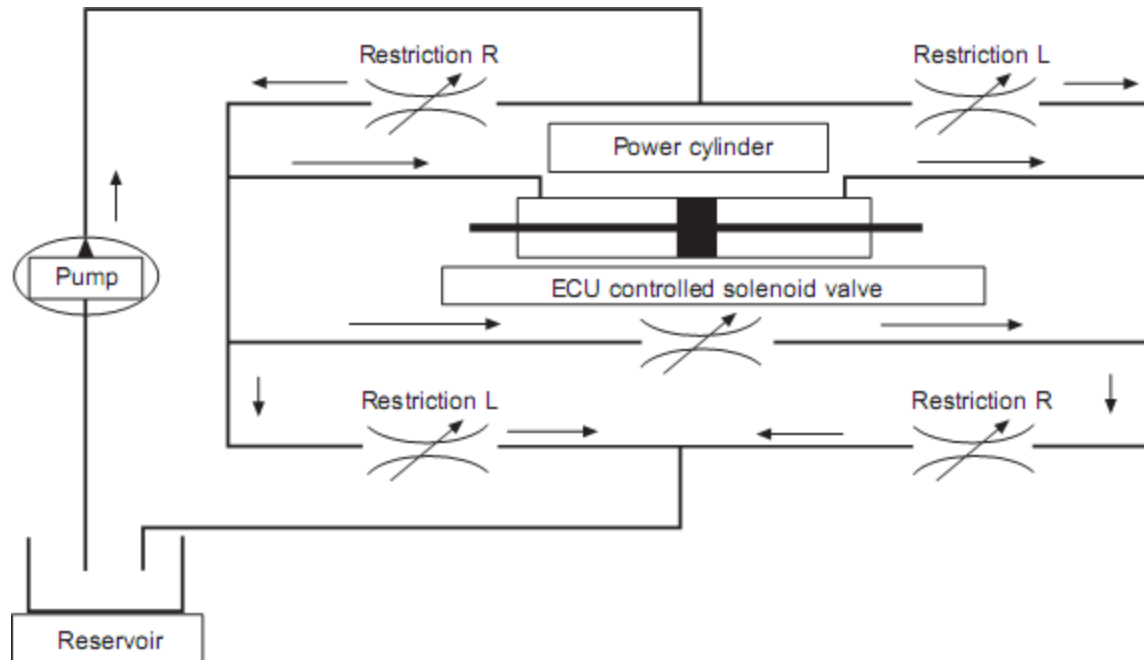 Restriction R
Restriction L
Power cylinder
Pump
ECU controlled solenoid valve
Restriction L
Restriction R
Reservoir